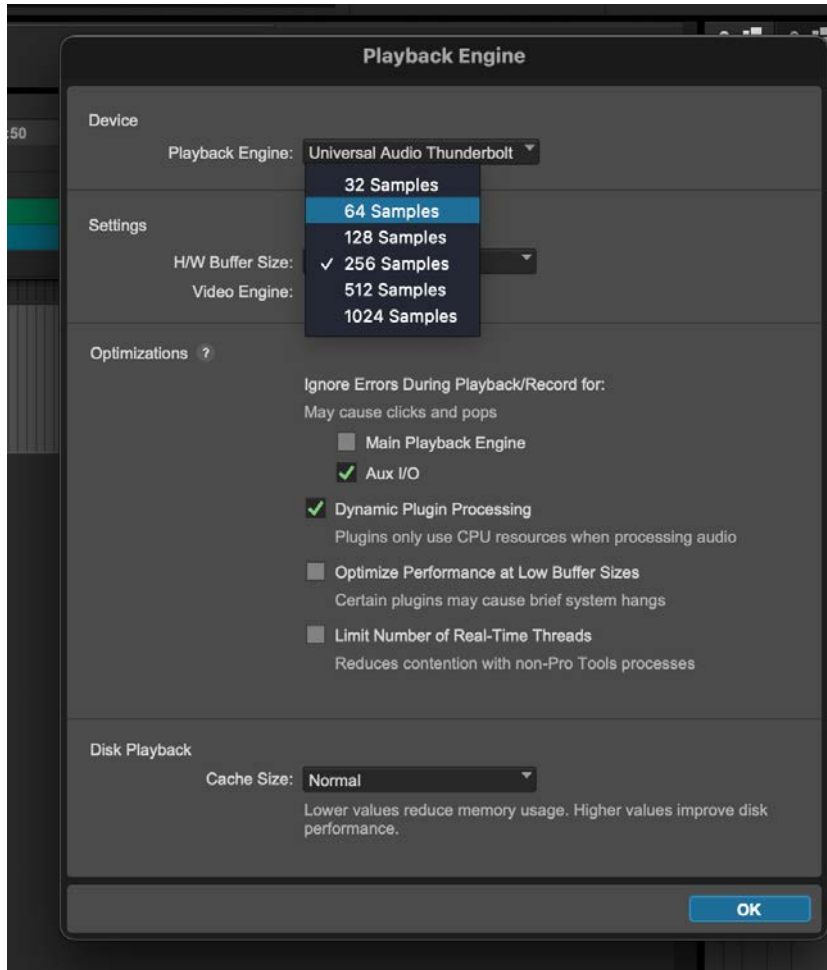 Playback Engine
:50
Device
Playback Engine: Universal Audio Thunderbolt
32 Samples
64 Samples
Settings
128 Samples
H/W Buffer Size: ✓ 256 Samples
Video Engine: 512 Samples
1024 Samples
Optimizations ?
Ignore Errors During Playback/Record for:
May cause clicks and pops
Main Playback Engine
Aux I/O
Dynamic Plugin Processing
Plugins only use CPU resources when processing audio
Optimize Performance at Low Buffer Sizes
Certain plugins may cause brief system hangs
Limit Number of Real-Time Threads
Reduces contention with non-Pro Tools processes
Disk Playback
Cache Size: Normal
Lower values reduce memory usage. Higher values improve disk
performance.
OK